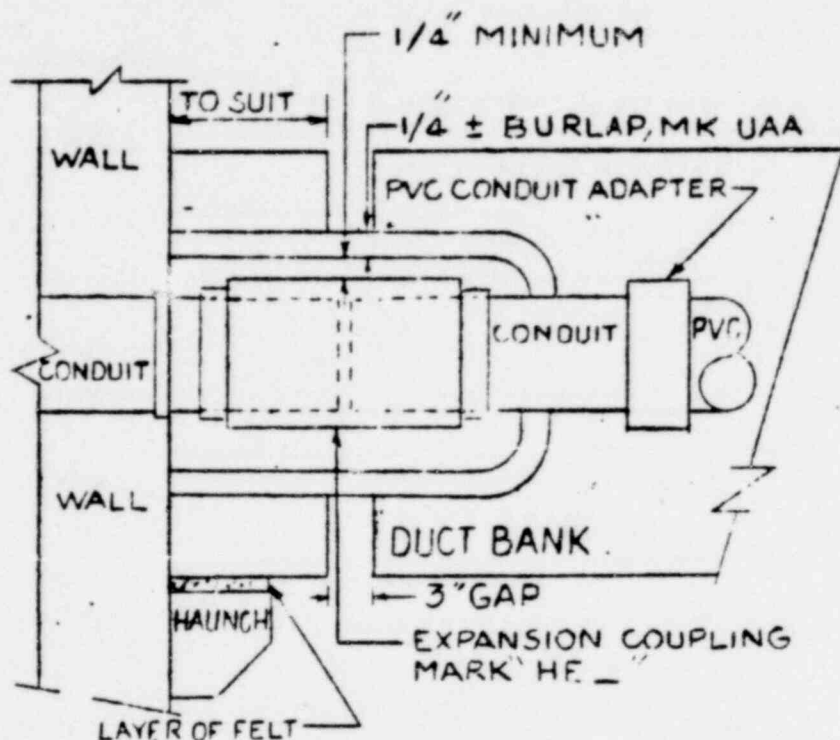 1/4" MINIMUM
TO SUIT
1/4" ± BURLAP, MK UAA
WALL
PVC CONDUIT ADAPTER
CONDUIT
CONDUIT
PVC
WALL
DUCT BANK
3" GAP
HAUNCH
EXPANSION COUPLING
MARK "HE _"
LAYER OF FELT